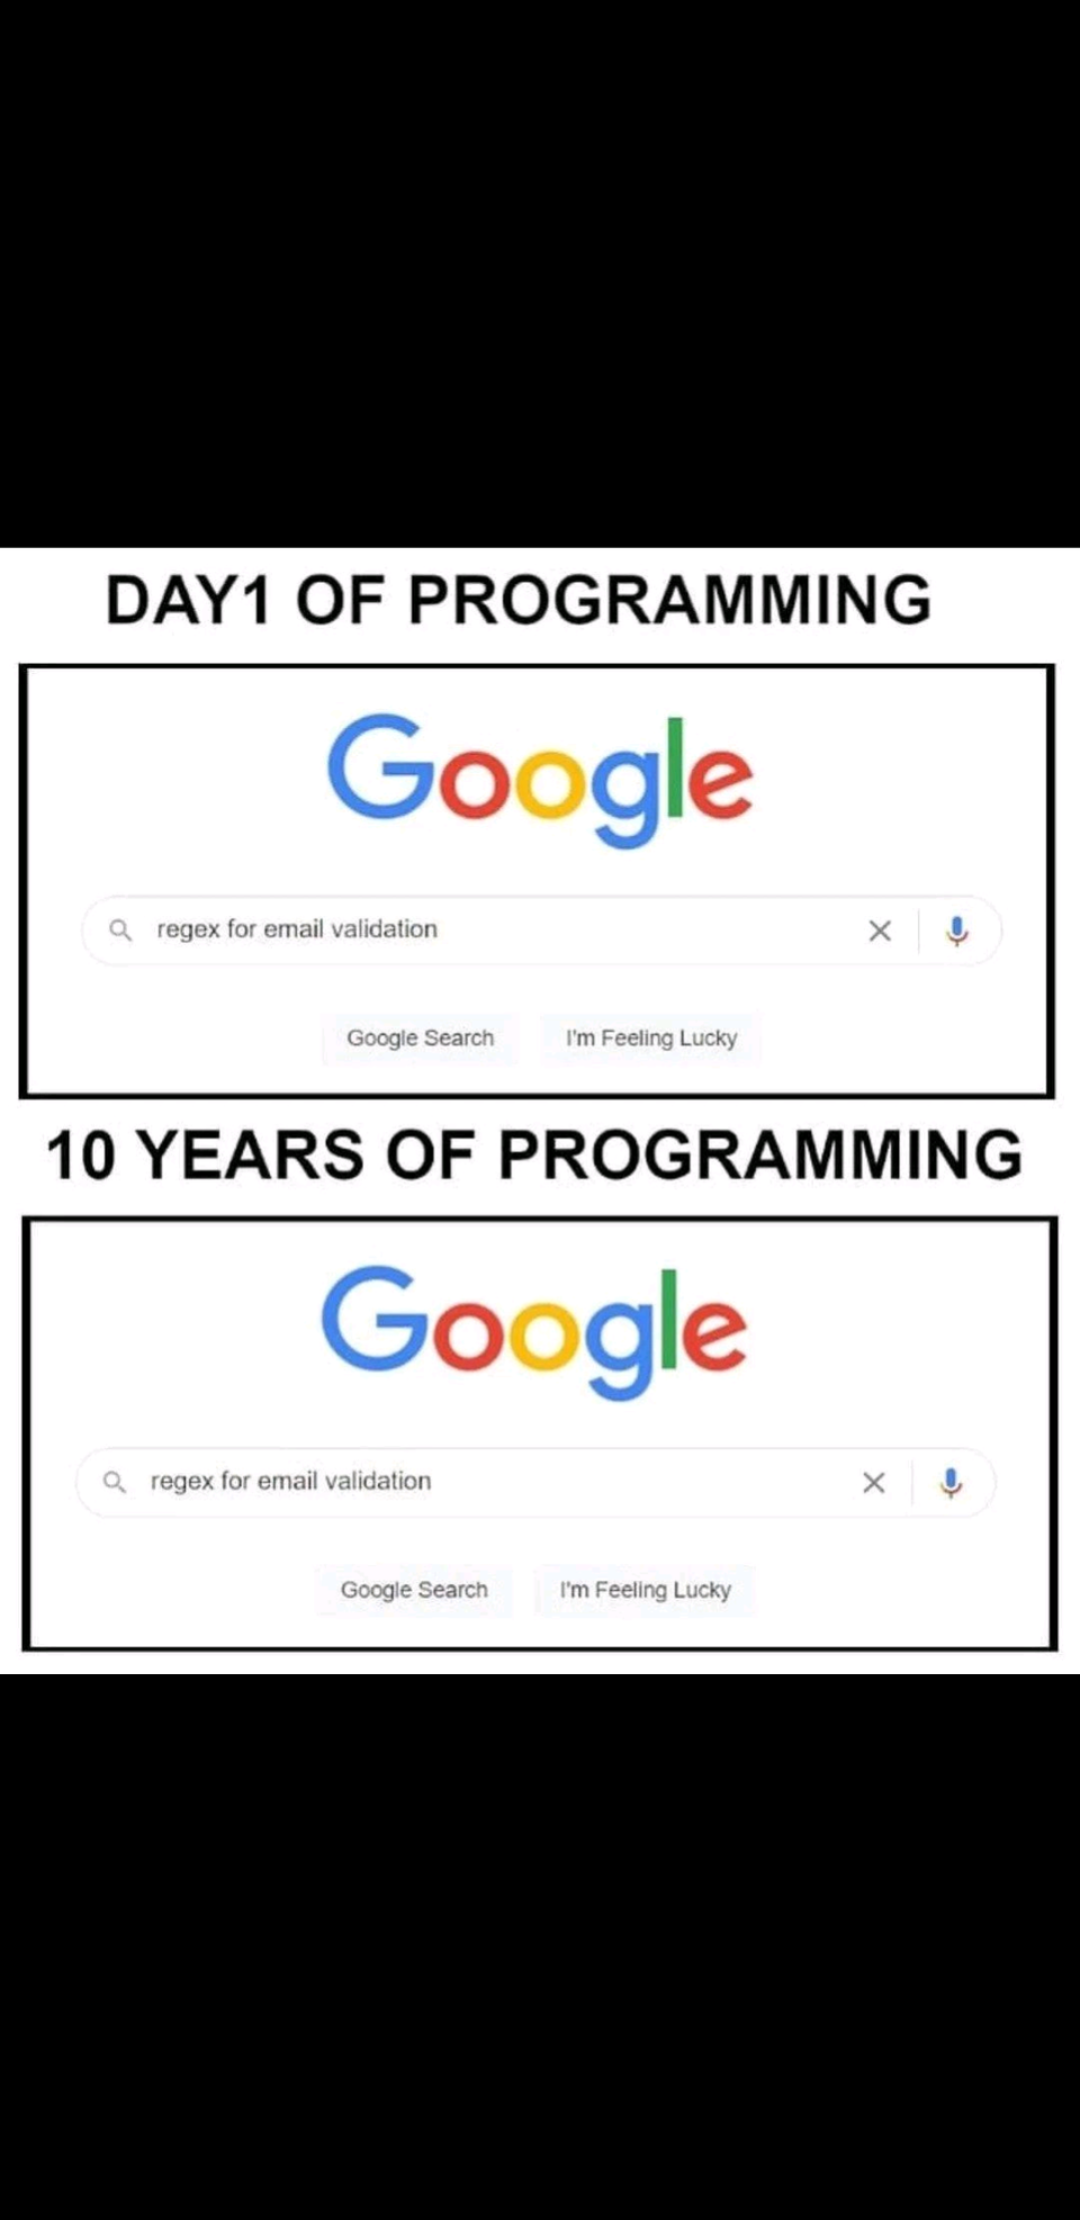 DAY1 OF PROGRAMMING
Google
regex for email validation
Google Search I'm Feeling Lucky
10 YEARS OF PROGRAMMING
Google
regex for email validation
Google Search I'm Feeling Lucky